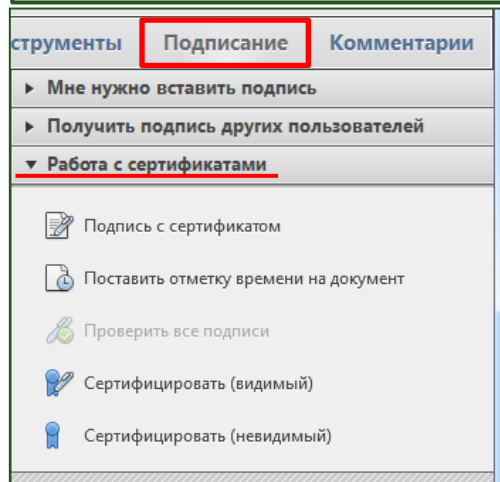 струменты Подписание Комментарии
Мне нужно вставить подпись
Получить подпись других пользователей
Работа с сертификатами
Подпись с сертификатом
Поставить отметку времени на документ
Проверить все подписи
Сертифицировать (видимый)
Сертифицировать (невидимый)